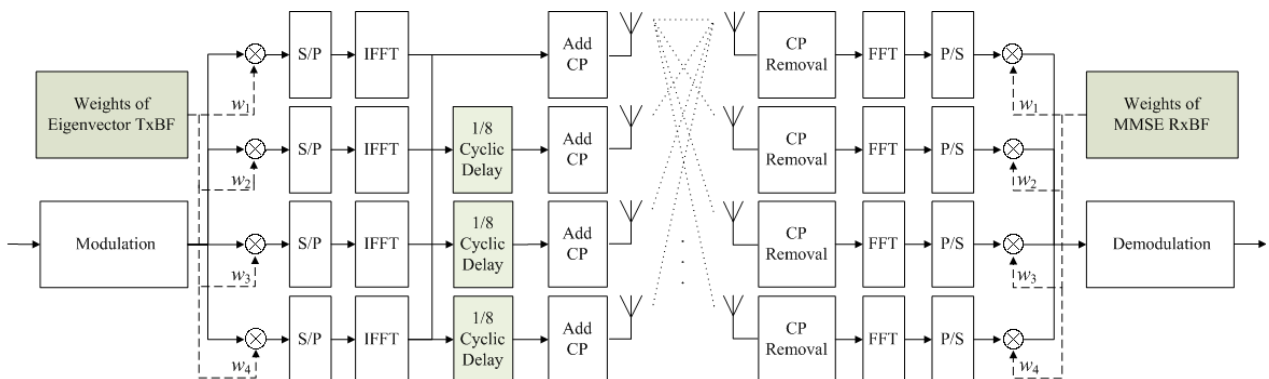 S/P IFFT Add CP CP Removal FFT P/S
Weights of
Eigenvector TxBF
w1
w1
Weights of
MMSE RxBF
S/P IFFT 1/8 Cyclic Delay Add CP CP Removal FFT P/S
w2
w2
Modulation
S/P IFFT 1/8 Cyclic Delay Add CP CP Removal FFT P/S
Demodulation
w3
w3
S/P IFFT 1/8 Cyclic Delay Add CP CP Removal FFT P/S
w4
w4